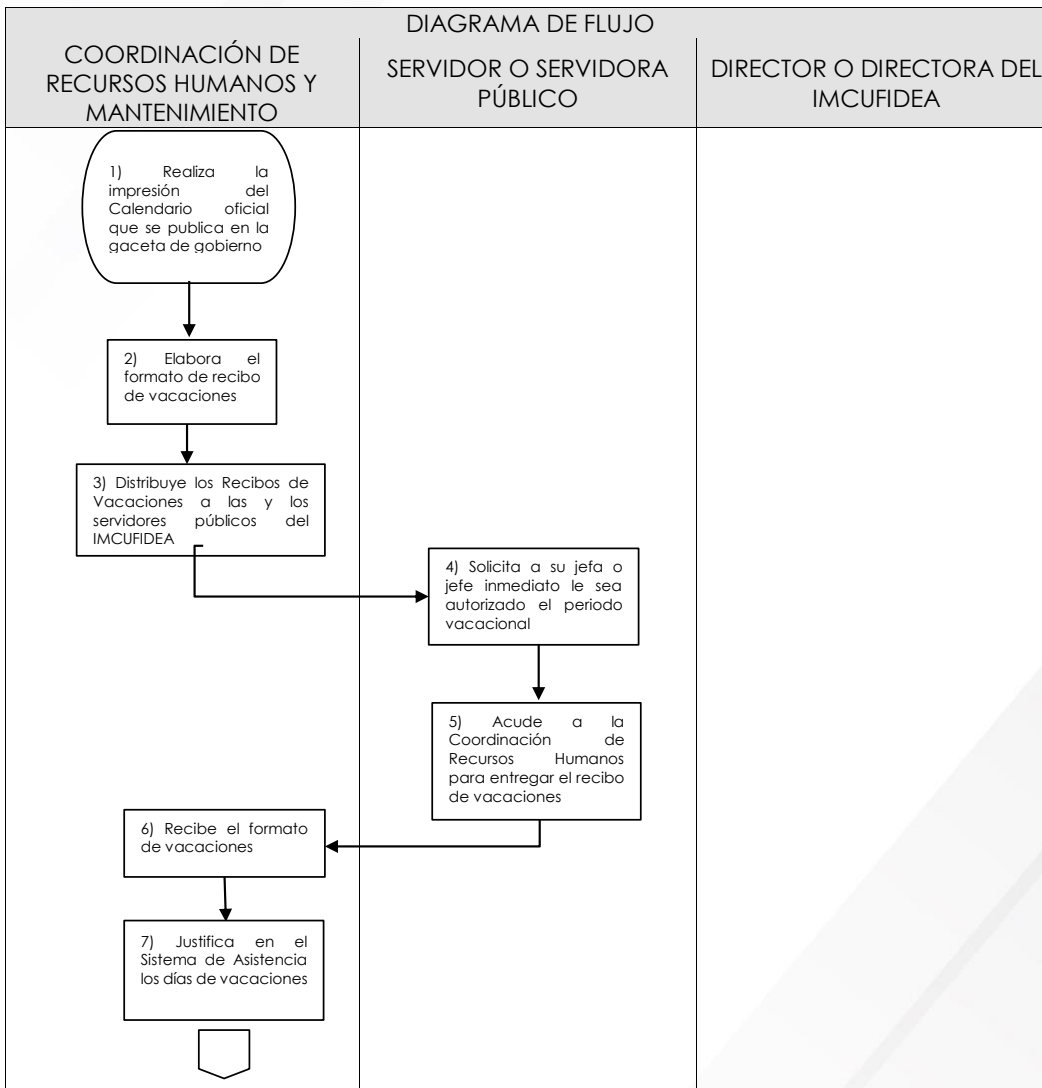 DIAGRAMA DE FLUJO
COORDINACIÓN DE
RECURSOS HUMANOS Y
MANTENIMIENTO
SERVIDOR O SERVIDORA
PÚBLICO
DIRECTOR O DIRECTORA DEL
IMCUFIDEA
1) Realiza la
impresión del
Calendario oficial
que se publica en la
gaceta de gobierno
2) Elabora el
formato de recibo
de vacaciones
3) Distribuye los Recibos de
Vacaciones a las y los
servidores públicos del
IMCUFIDEA
4) Solicita a su jefa o
jefe inmediato le sea
autorizado el periodo
vacacional
5) Acude a la
Coordinación de
Recursos Humanos
para entregar el recibo
de vacaciones
6) Recibe el formato
de vacaciones
7) Justifica en el
Sistema de Asistencia
los días de vacaciones